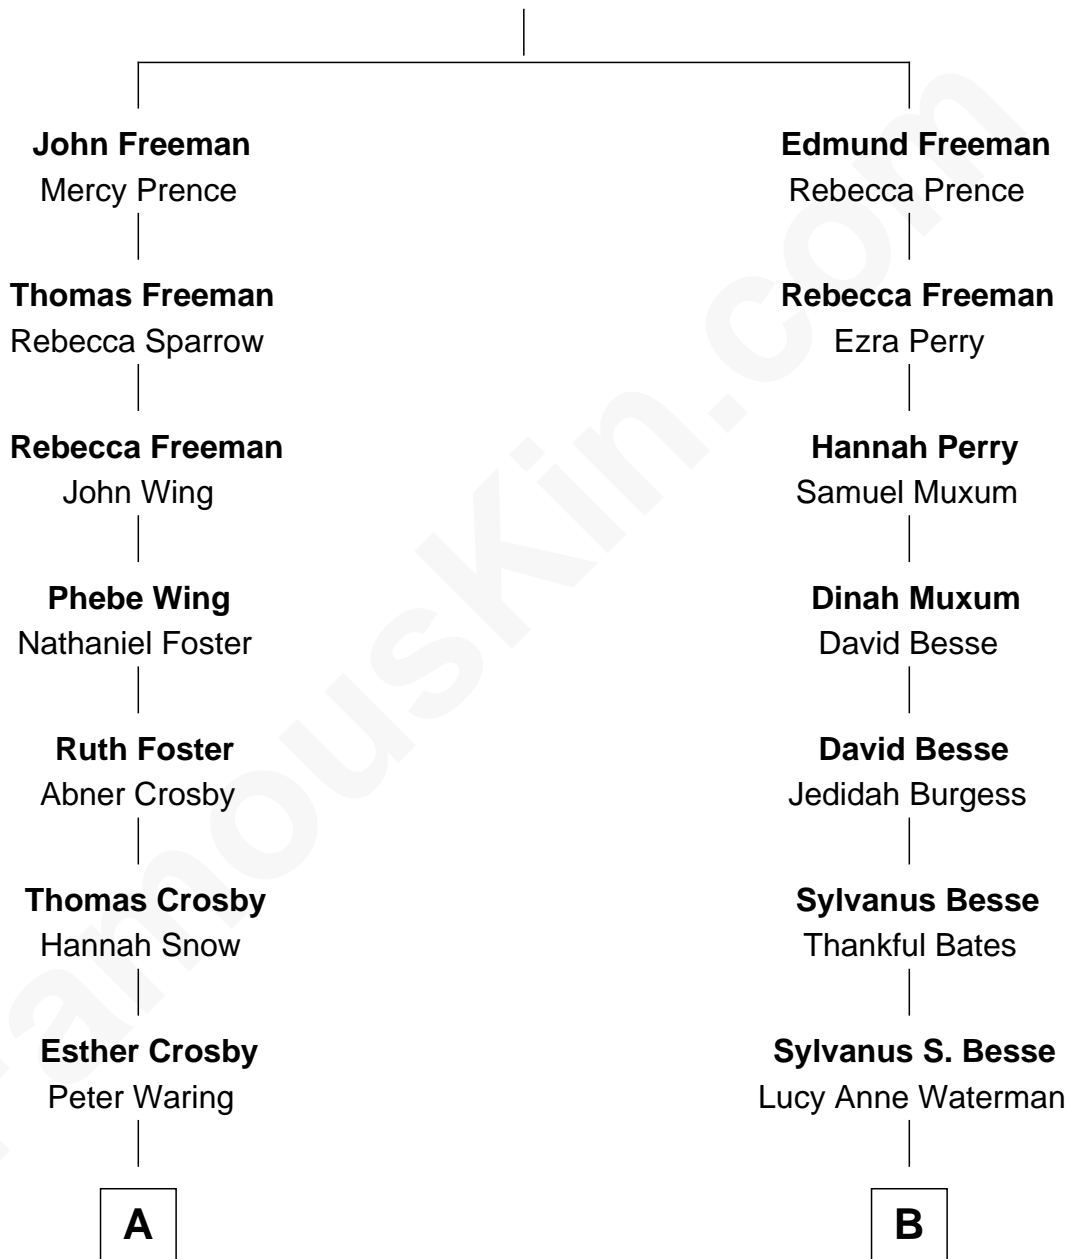 John Freeman
Mercy Prence
Edmund Freeman
Rebecca Prence
Thomas Freeman
Rebecca Sparrow
Rebecca Freeman
Ezra Perry
Rebecca Freeman
John Wing
Hannah Perry
Samuel Muxum
Phebe Wing
Nathaniel Foster
Dinah Muxum
David Besse
Ruth Foster
Abner Crosby
David Besse
Jedidah Burgess
Thomas Crosby
Hannah Snow
Sylvanus Besse
Thankful Bates
Esther Crosby
Peter Waring
Sylvanus S. Besse
Lucy Anne Waterman
A
B
FamousKin.com